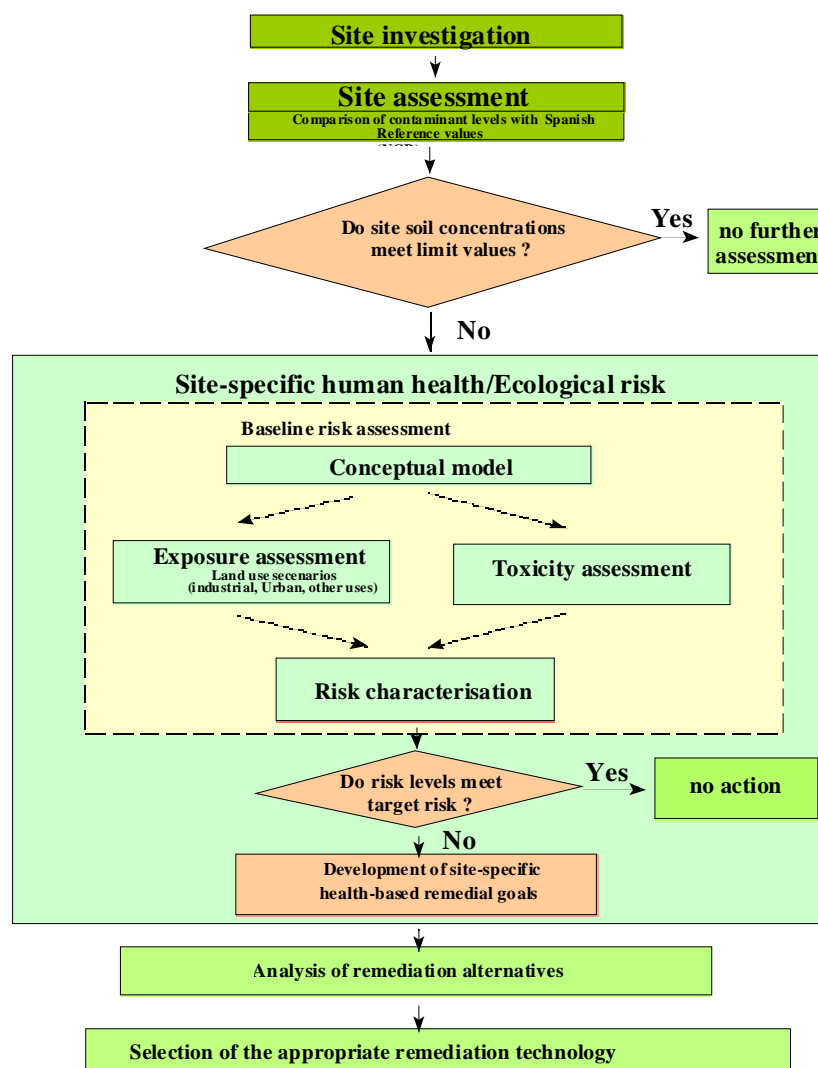 Site investigation
Site assessment
Comparison of contaminant levels with Spanish
Reference values
Do site soil concentrations
meet limit values ?
Yes
no further
assessmen
No
Site-specific human health/Ecological risk
Baseline risk assessment
Conceptual model
Exposure assessment
Land use secenarios
(industrial, Urban, other uses)
Toxicity assessment
Risk characterisation
Do risk levels meet
target risk ?
Yes
no action
No
Development of site-specific
health-based remedial goals
Analysis of remediation alternatives
Selection of the appropriate remediation technology